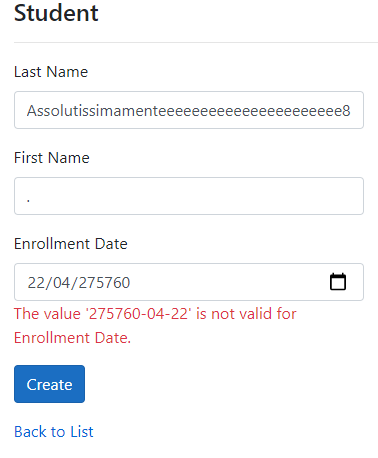 Student
Last Name
Assolutissimamenteeeeeeeeeeeeeeeeeeeeee8
First Name
.
Enrollment Date
22/04/275760
The value '275760-04-22' is not valid for
Enrollment Date.
Create
Back to List